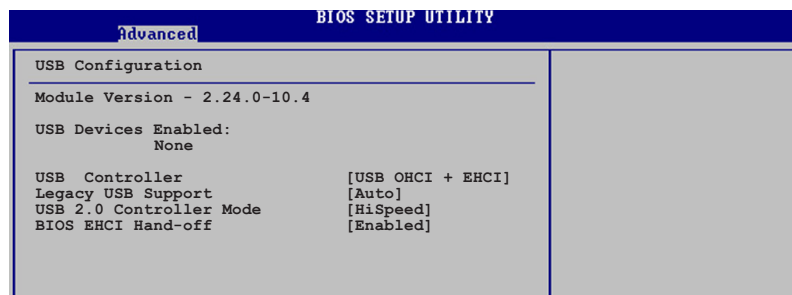 BIOS SETUP UTILITY
Advanced
USB Configuration
Module Version - 2.24.0-10.4
USB Devices Enabled:
None
USB Controller [USB OHCI + EHCI]
Legacy USB Support [Auto]
USB 2.0 Controller Mode [HiSpeed]
BIOS EHCI Hand-off [Enabled]